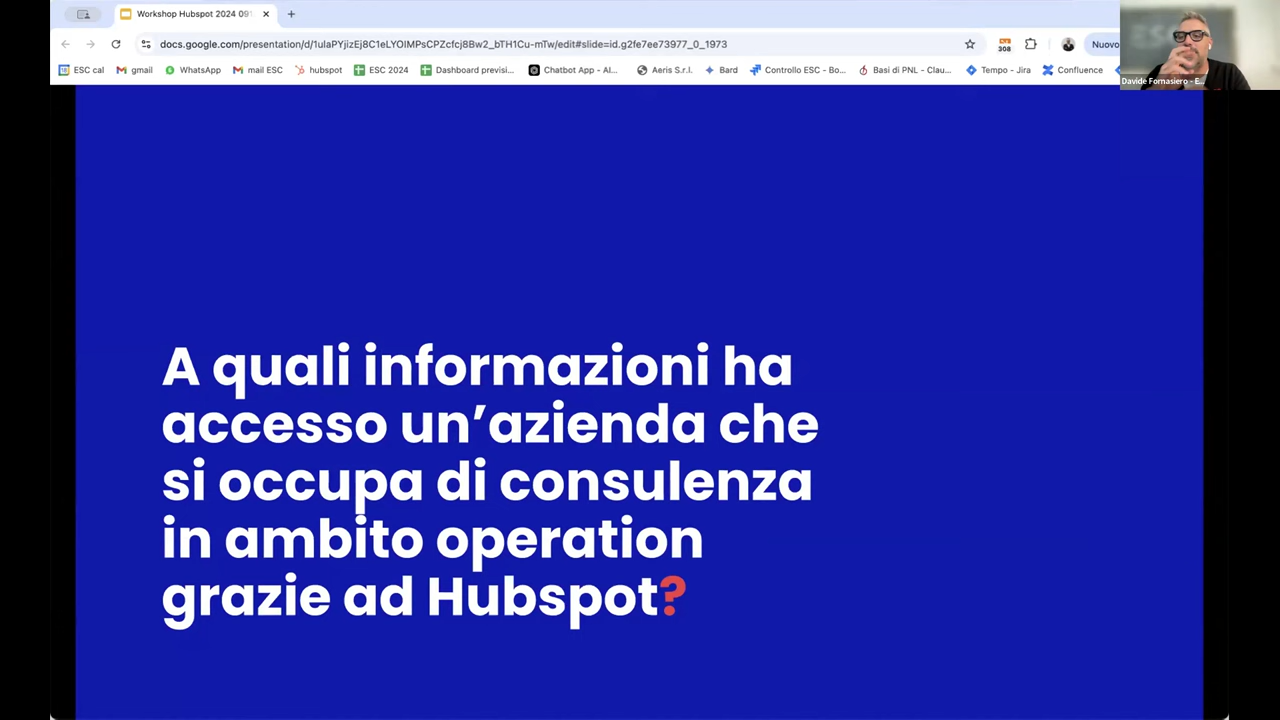 Workshop Hubspot 2024 091
docs.google.com/presentation/d/1ulaPYjizEj8C1eLYOIMPsCPZcfcj8Bw2_bTH1Cu-mTw/edit#slide=id.g2fe7ee73977_0_1973
308
Nuovo
ESC cal
gmail
WhatsApp
mail ESC
hubspot
ESC 2024
Dashboard previsi...
Chatbot App - AI...
Aeris S.r.l.
Bard
Controllo ESC - Bo...
Basi di PNL - Clau...
Tempo - Jira
Confluence
Davide Fornasiero - E...
A quali informazioni ha
accesso un’azienda che
si occupa di consulenza
in ambito operation
grazie ad Hubspot?